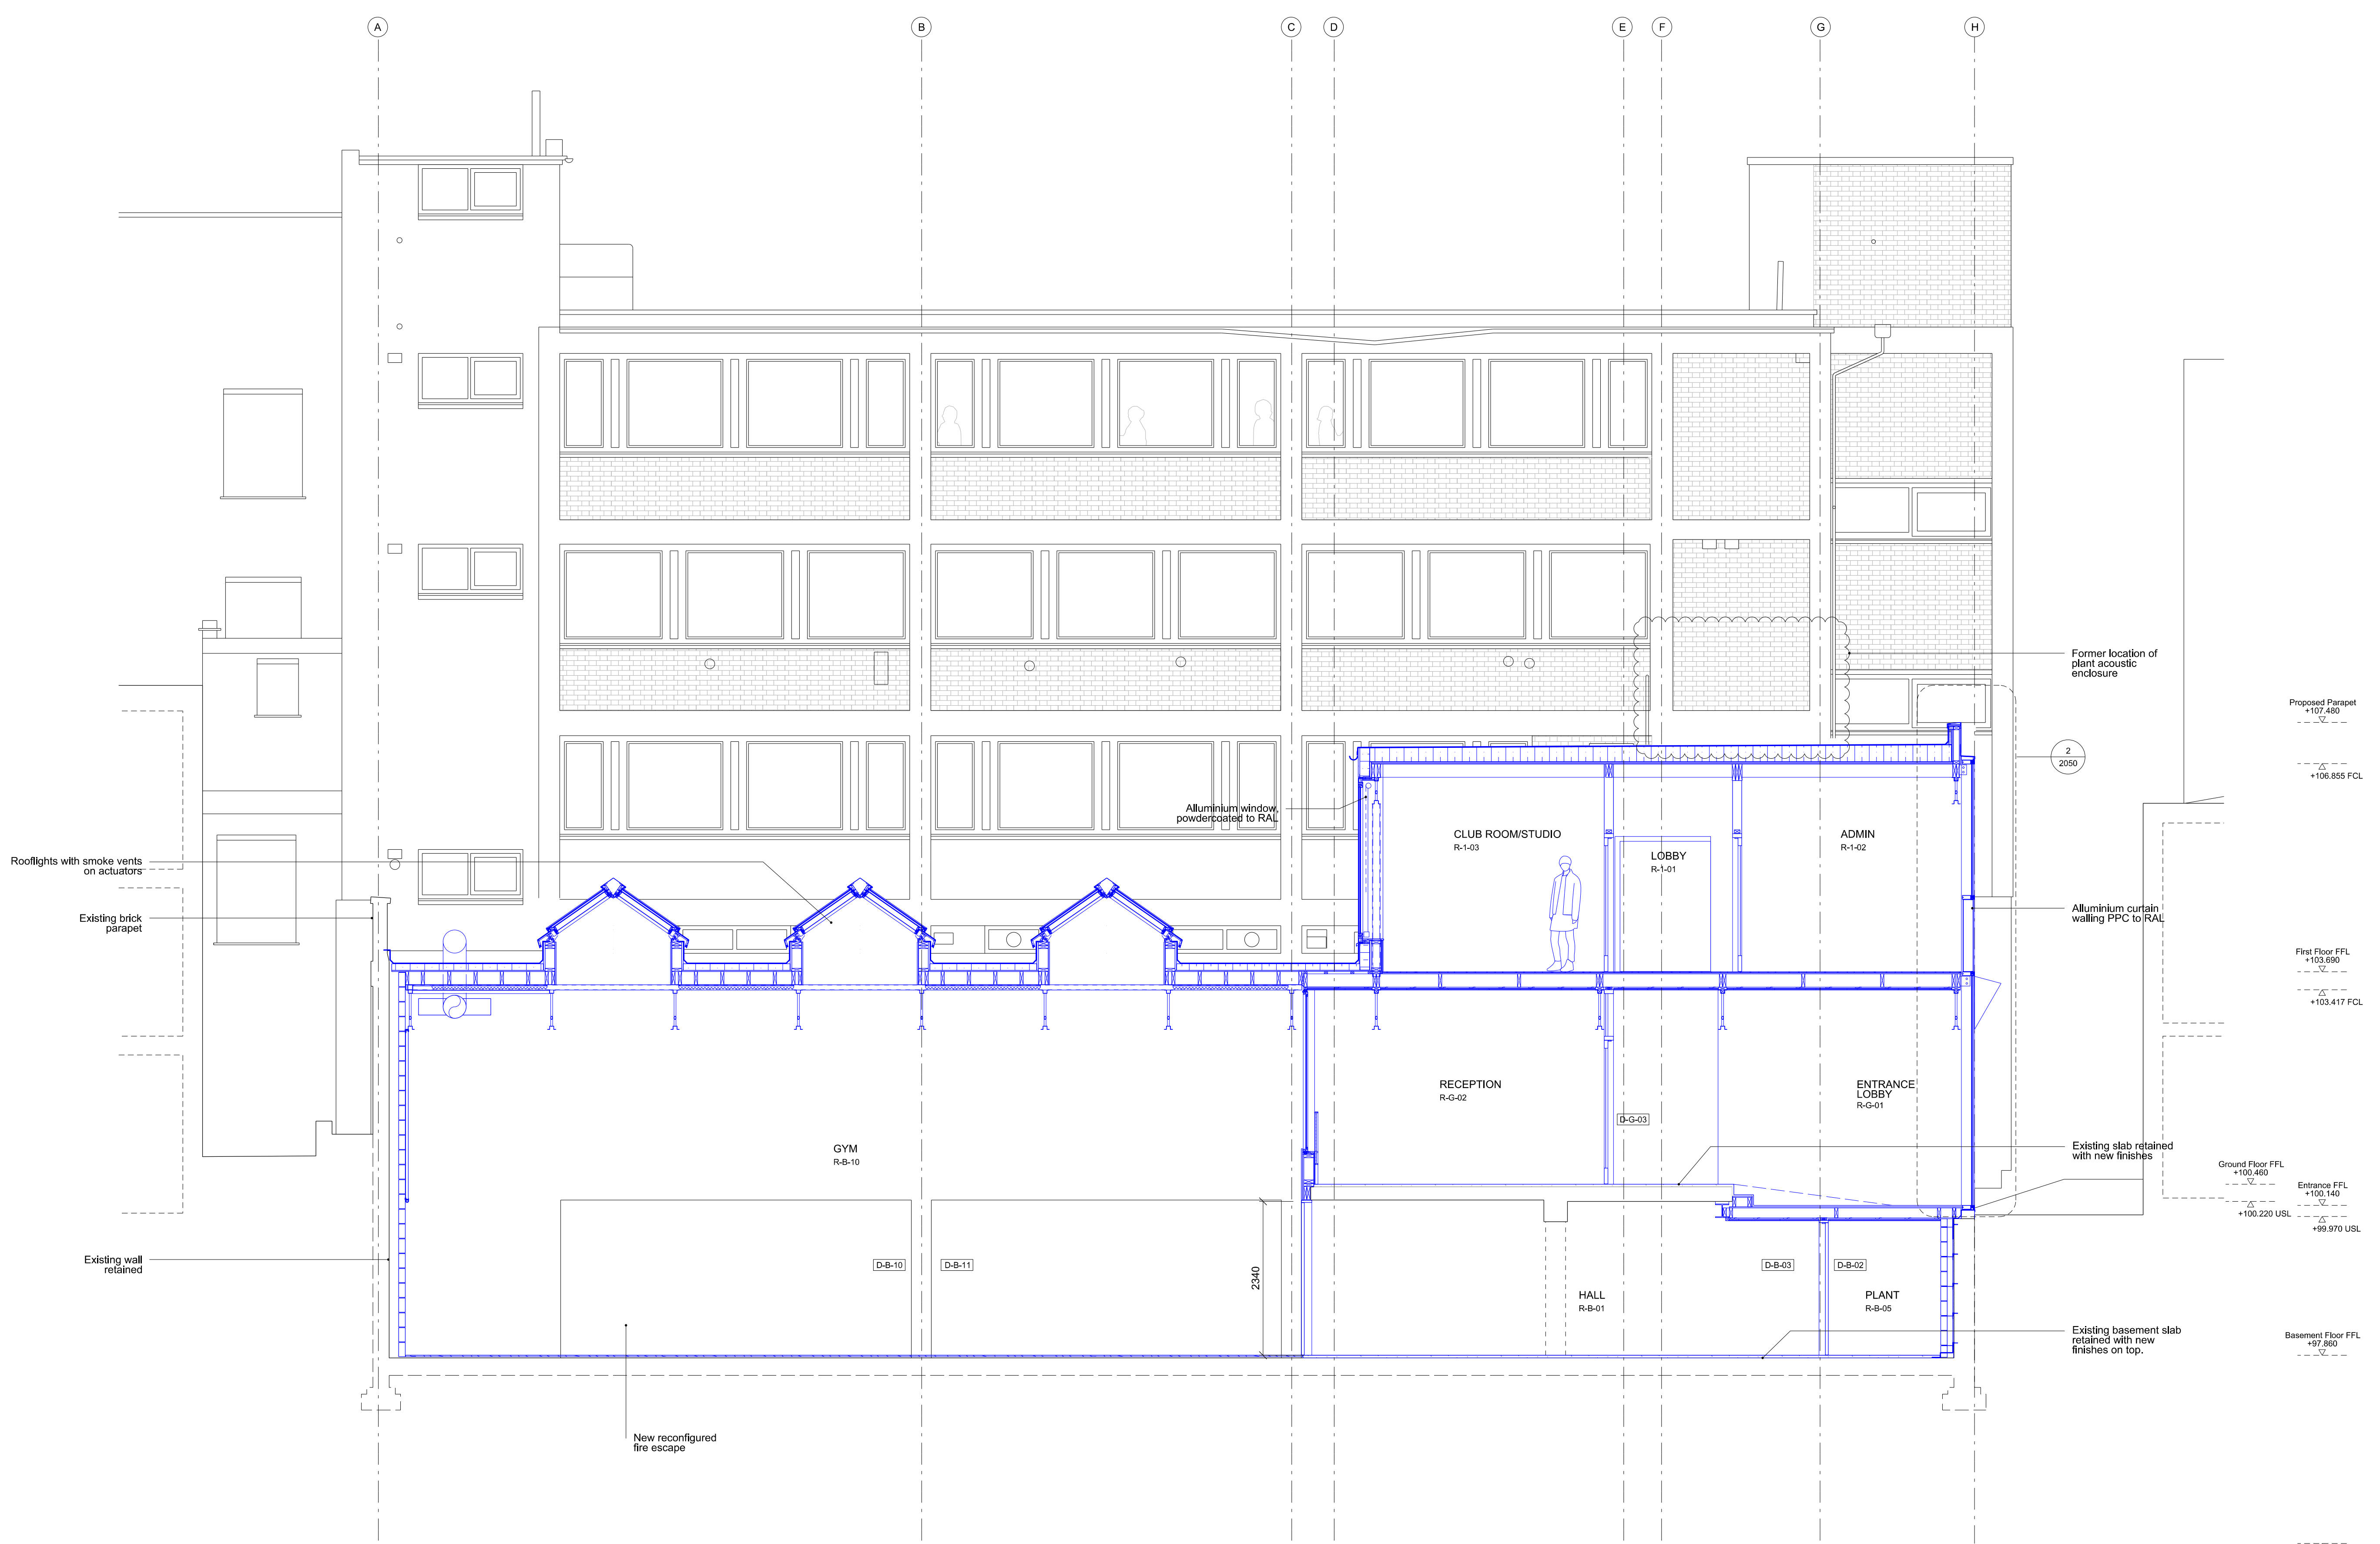 A
B
C
D
E
F
G
H
Former location of
plant acoustic
enclosure
Proposed Parapet
+107.480
2
2050
+106.855 FCL
Alluminium window,
powdercoated to RAL
CLUB ROOM/STUDIO
R-1-03
LOBBY
R-1-01
ADMIN
R-1-02
Rooflights with smoke vents
on actuators
Existing brick
parapet
Alluminium curtain
walling PPC to RAL
FIrst Floor FFL
+103.690
+103.417 FCL
RECEPTION
R-G-02
D-G-03
ENTRANCE
LOBBY
R-G-01
GYM
R-B-10
Existing slab retained
with new finishes
Ground Floor FFL
+100.460
Entrance FFL
+100.140
+100.220 USL
+99.970 USL
Existing wall
retained
D-B-10
D-B-11
2340
D-B-03
D-B-02
HALL
R-B-01
PLANT
R-B-05
Existing basement slab
retained with new
finishes on top.
Basement Floor FFL
+97.860
New reconfigured
fire escape